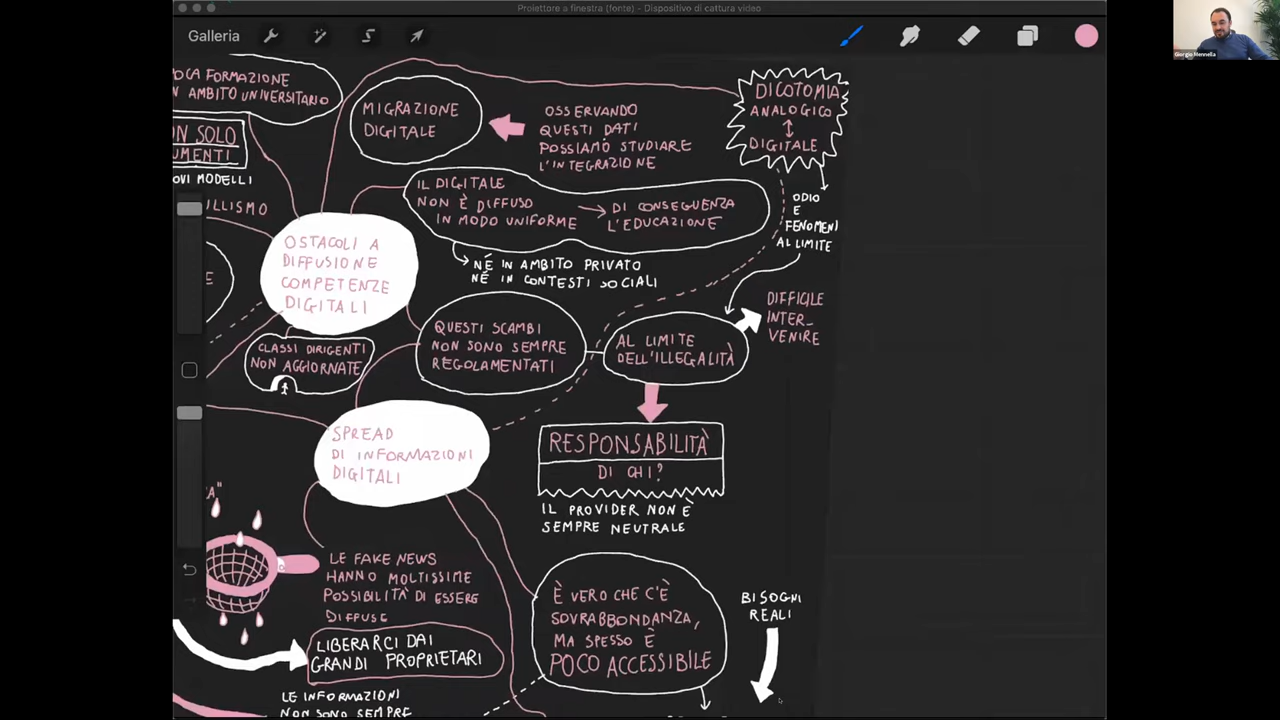 Proiettore a finestra (fonte) - Dispositivo di cattura video
Galleria
Giorgio Mennella
OCA FORMAZIONE
N AMBITO UNIVERSITARIO
N SOLO
UMENTI
OVI MODELLI
ILLISMO
MIGRAZIONE
DIGITALE
OSSERVANDO
QUESTI DATI
POSSIAMO STUDIARE
L'INTEGRAZIONE
DICOTOMIA
ANALOGICO
DIGITALE
ODIO
E
FENOMENI
AL LIMITE
IL DIGITALE
NON È DIFFUSO
IN MODO UNIFORME
DI CONSEGUENZA
L'EDUCAZIONE
NÉ IN AMBITO PRIVATO
NÉ IN CONTESTI SOCIALI
OSTACOLI A
DIFFUSIONE
COMPETENZE
DIGITALI
E
CLASSI DIRIGENTI
NON AGGIORNATE
QUESTI SCAMBI
NON SONO SEMPRE
REGOLAMENTATI
AL LIMITE
DELL'ILLEGALITÀ
DIFFICILE
INTER-
VENIRE
RESPONSABILITÀ
DI CHI?
IL PROVIDER NON È
SEMPRE NEUTRALE
SPREAD
DI INFORMAZIONI
DIGITALI
A"
LE FAKE NEWS
HANNO MOLTISSIME
POSSIBILITÀ DI ESSERE
DIFFUSE
LIBERARCI DAI
GRANDI PROPRIETARI
LE INFORMAZIONI
NON SONO SEMPRE
È VERO CHE C'È
SOVRABBONDANZA,
MA SPESSO È
POCO ACCESSIBILE
BISOGNI
REALI